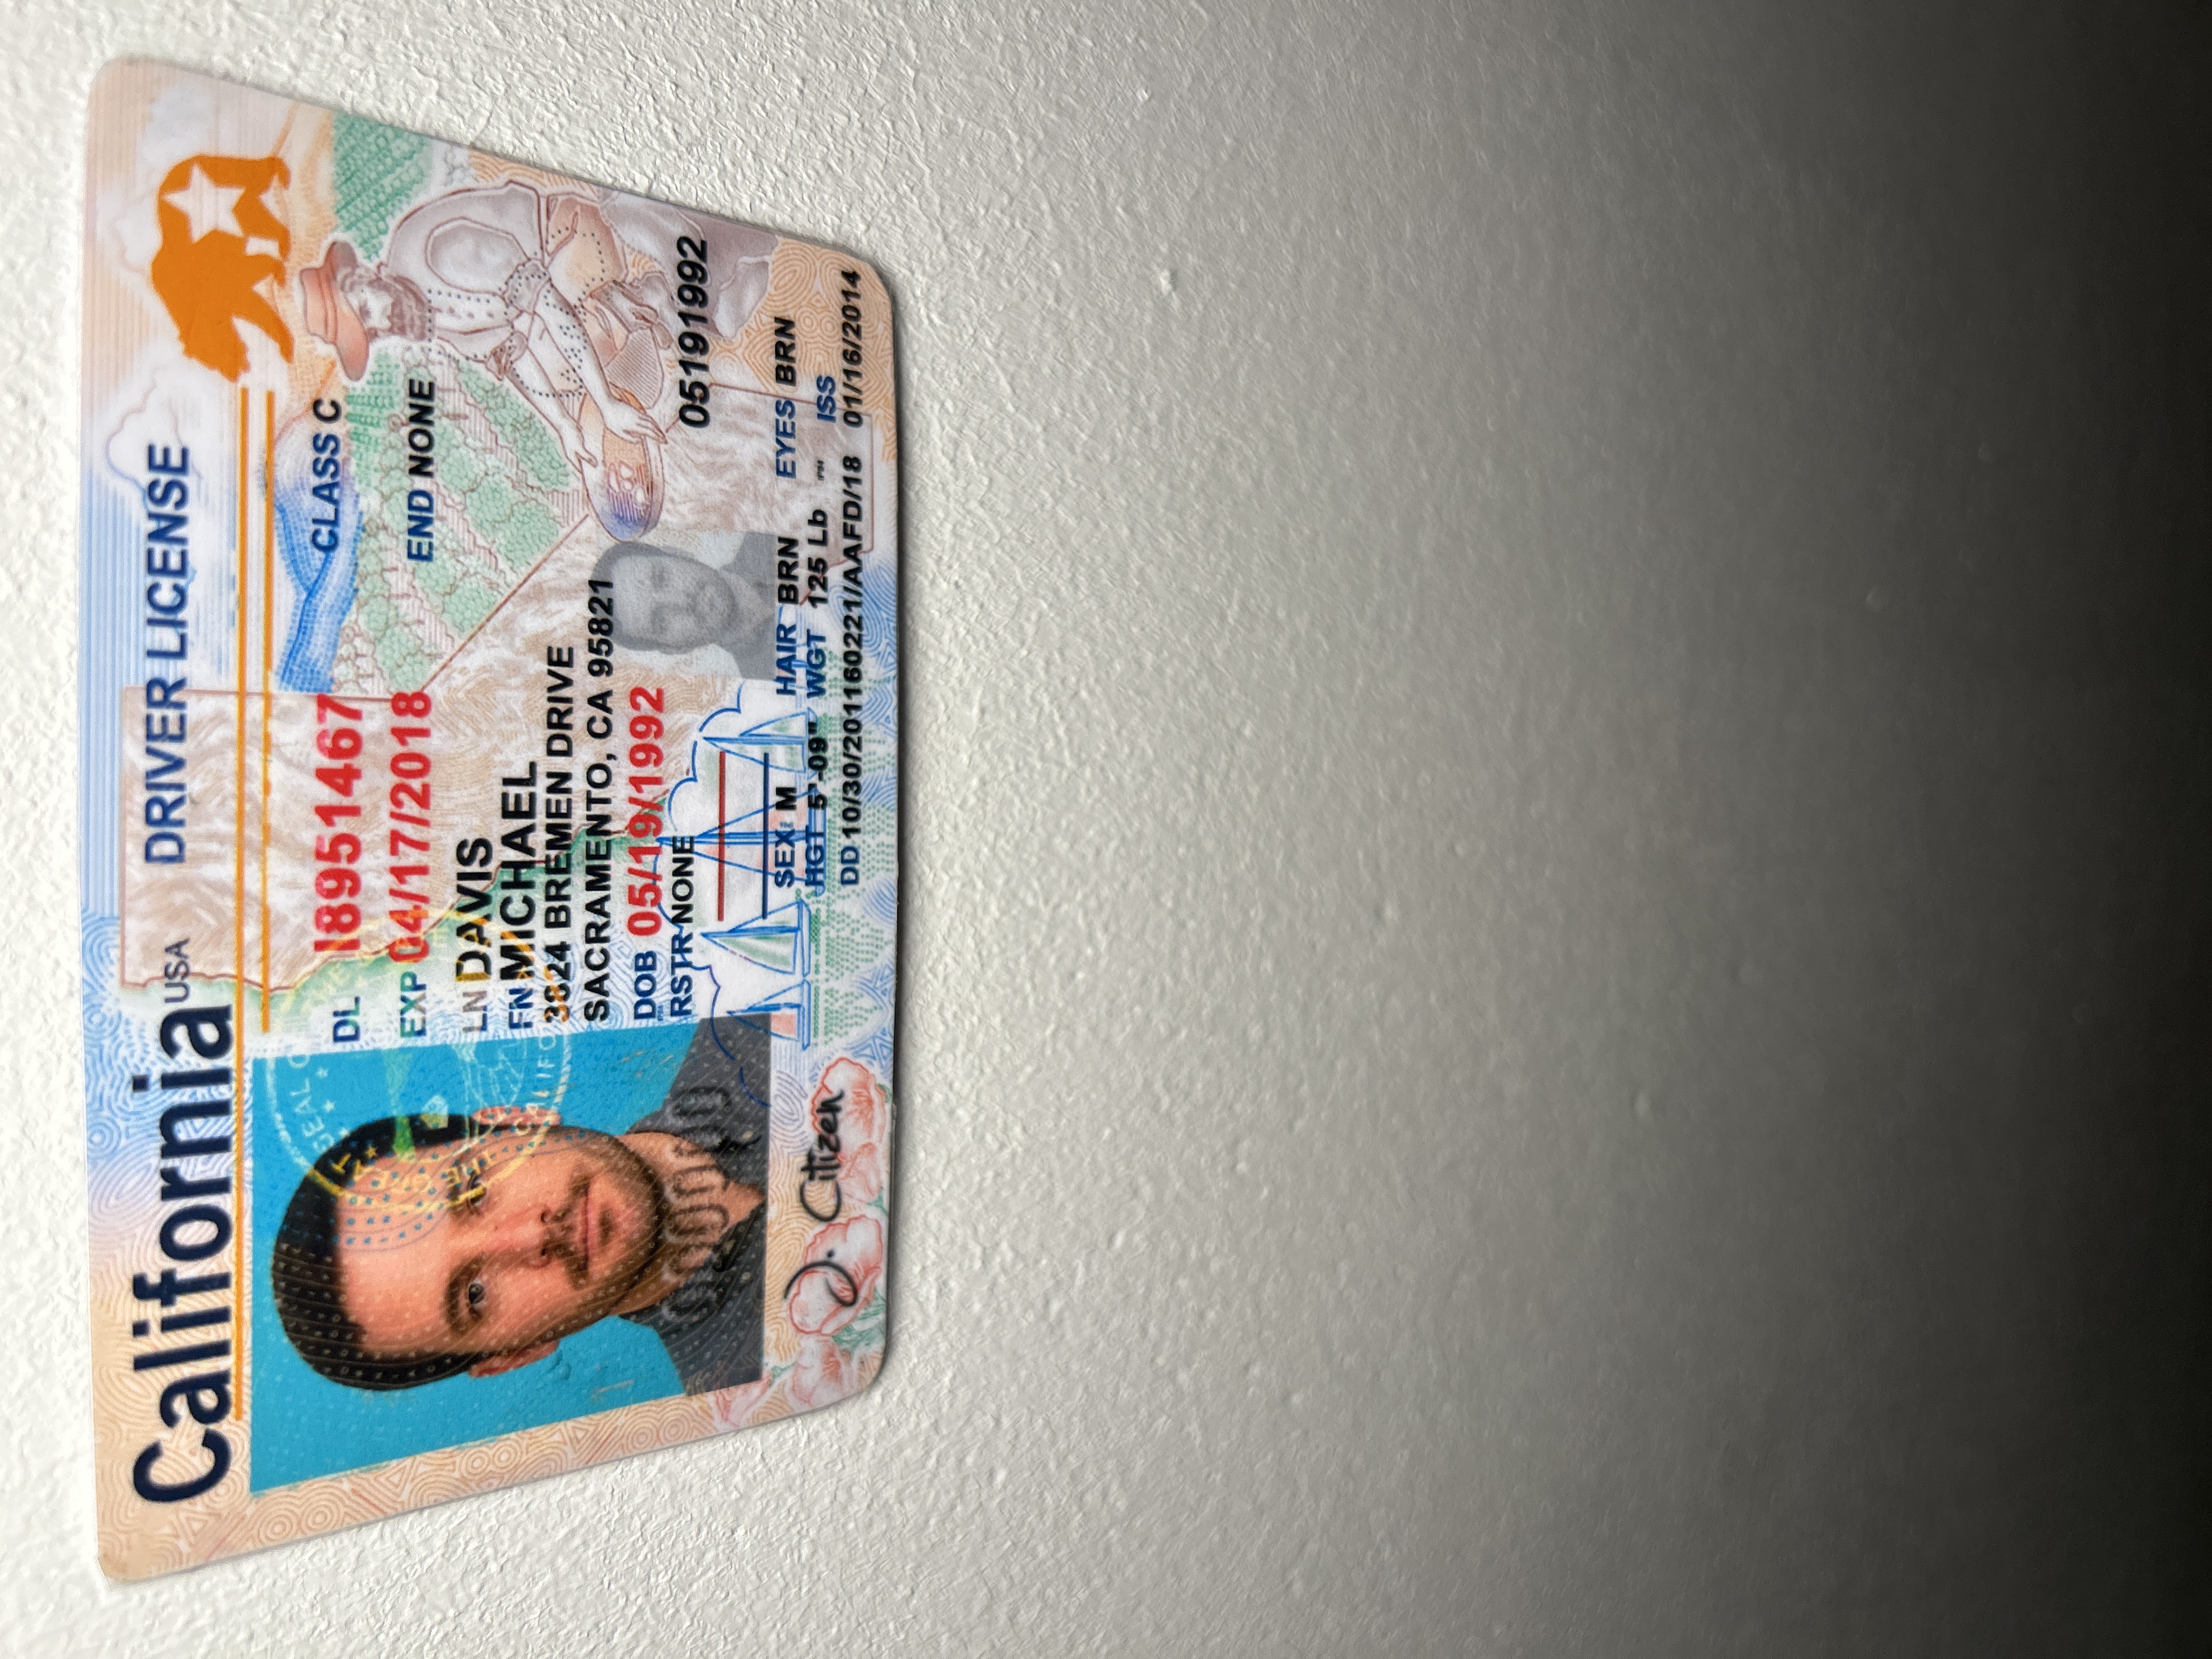 California USA DRIVER LICENSE
DL I8951467 CLASS C
EXP 04/17/2018 END NONE
LN DAVIS
FN MICHAEL
3824 BREMEN DRIVE
SACRAMENTO, CA 95821
DOB 05/19/1992
RSTR NONE
05191992
SEX M HAIR BRN EYES BRN
HGT 5'-09" WGT 125 Lb ISS
DD 10/30/201160221/AAFD/18 01/16/2014
J. Citizen